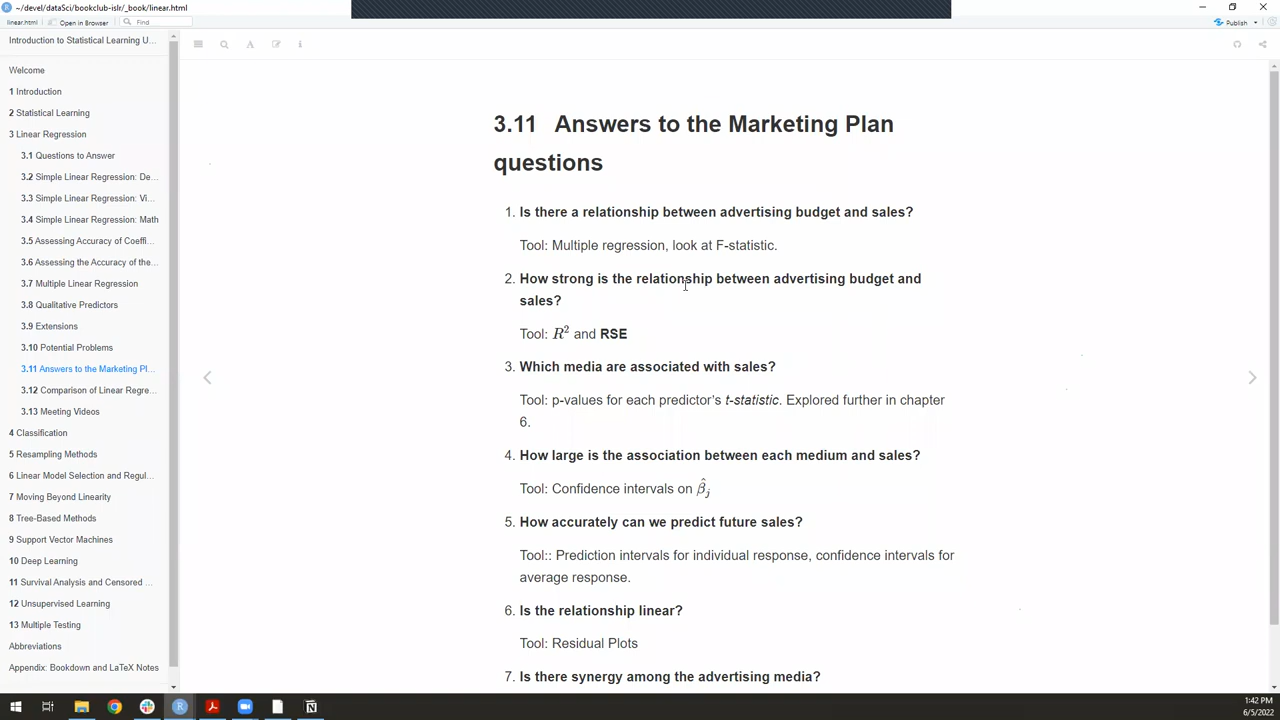 ~/devel/dataSci/bookclub-islr/_book/linear.html
linear.html Open in Browser Find Publish
Introduction to Statistical Learning U...
Welcome
1 Introduction
2 Statistical Learning
3 Linear Regression
3.1 Questions to Answer
3.2 Simple Linear Regression: De...
3.3 Simple Linear Regression: Vi...
3.4 Simple Linear Regression: Math
3.5 Assessing Accuracy of Coeffi...
3.6 Assessing the Accuracy of the...
3.7 Multiple Linear Regression
3.8 Qualitative Predictors
3.9 Extensions
3.10 Potential Problems
3.11 Answers to the Marketing Pl...
3.12 Comparison of Linear Regre...
3.13 Meeting Videos
4 Classification
5 Resampling Methods
6 Linear Model Selection and Regul...
7 Moving Beyond Linearity
8 Tree-Based Methods
9 Support Vector Machines
10 Deep Learning
11 Survival Analysis and Censored ...
12 Unsupervised Learning
13 Multiple Testing
Abbreviations
Appendix: Bookdown and LaTeX Notes
3.11 Answers to the Marketing Plan
questions
1. Is there a relationship between advertising budget and sales?
Tool: Multiple regression, look at F-statistic.
2. How strong is the relationship between advertising budget and
sales?
Tool: R² and RSE
3. Which media are associated with sales?
Tool: p-values for each predictor's t-statistic. Explored further in chapter
6.
4. How large is the association between each medium and sales?
Tool: Confidence intervals on β̂ⱼ
5. How accurately can we predict future sales?
Tool:: Prediction intervals for individual response, confidence intervals for
average response.
6. Is the relationship linear?
Tool: Residual Plots
7. Is there synergy among the advertising media?
1:42 PM
6/5/2022